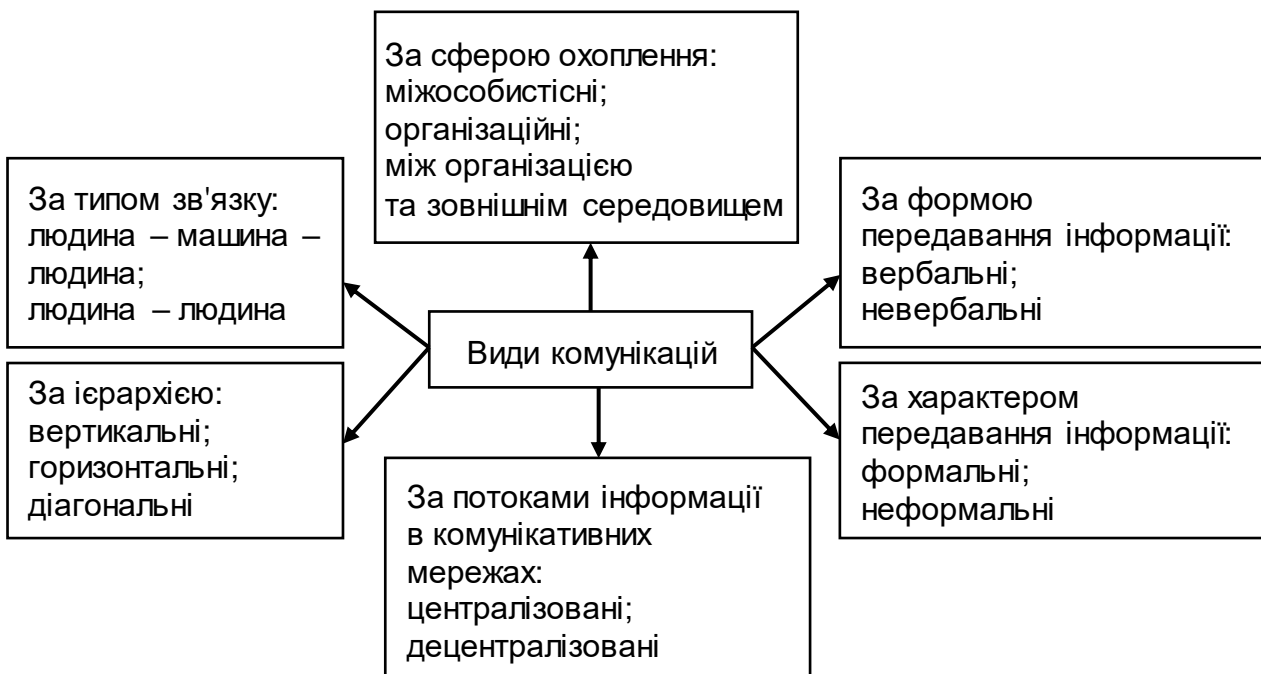 За сферою охоплення:
міжособистісні;
організаційні;
між організацією
та зовнішнім середовищем
За типом зв'язку:
людина – машина –
людина;
людина – людина
За формою
передавання інформації:
вербальні;
невербальні
Види комунікацій
За ієрархією:
вертикальні;
горизонтальні;
діагональні
За характером
передавання інформації:
формальні;
неформальні
За потоками інформації
в комунікативних
мережах:
централізовані;
децентралізовані